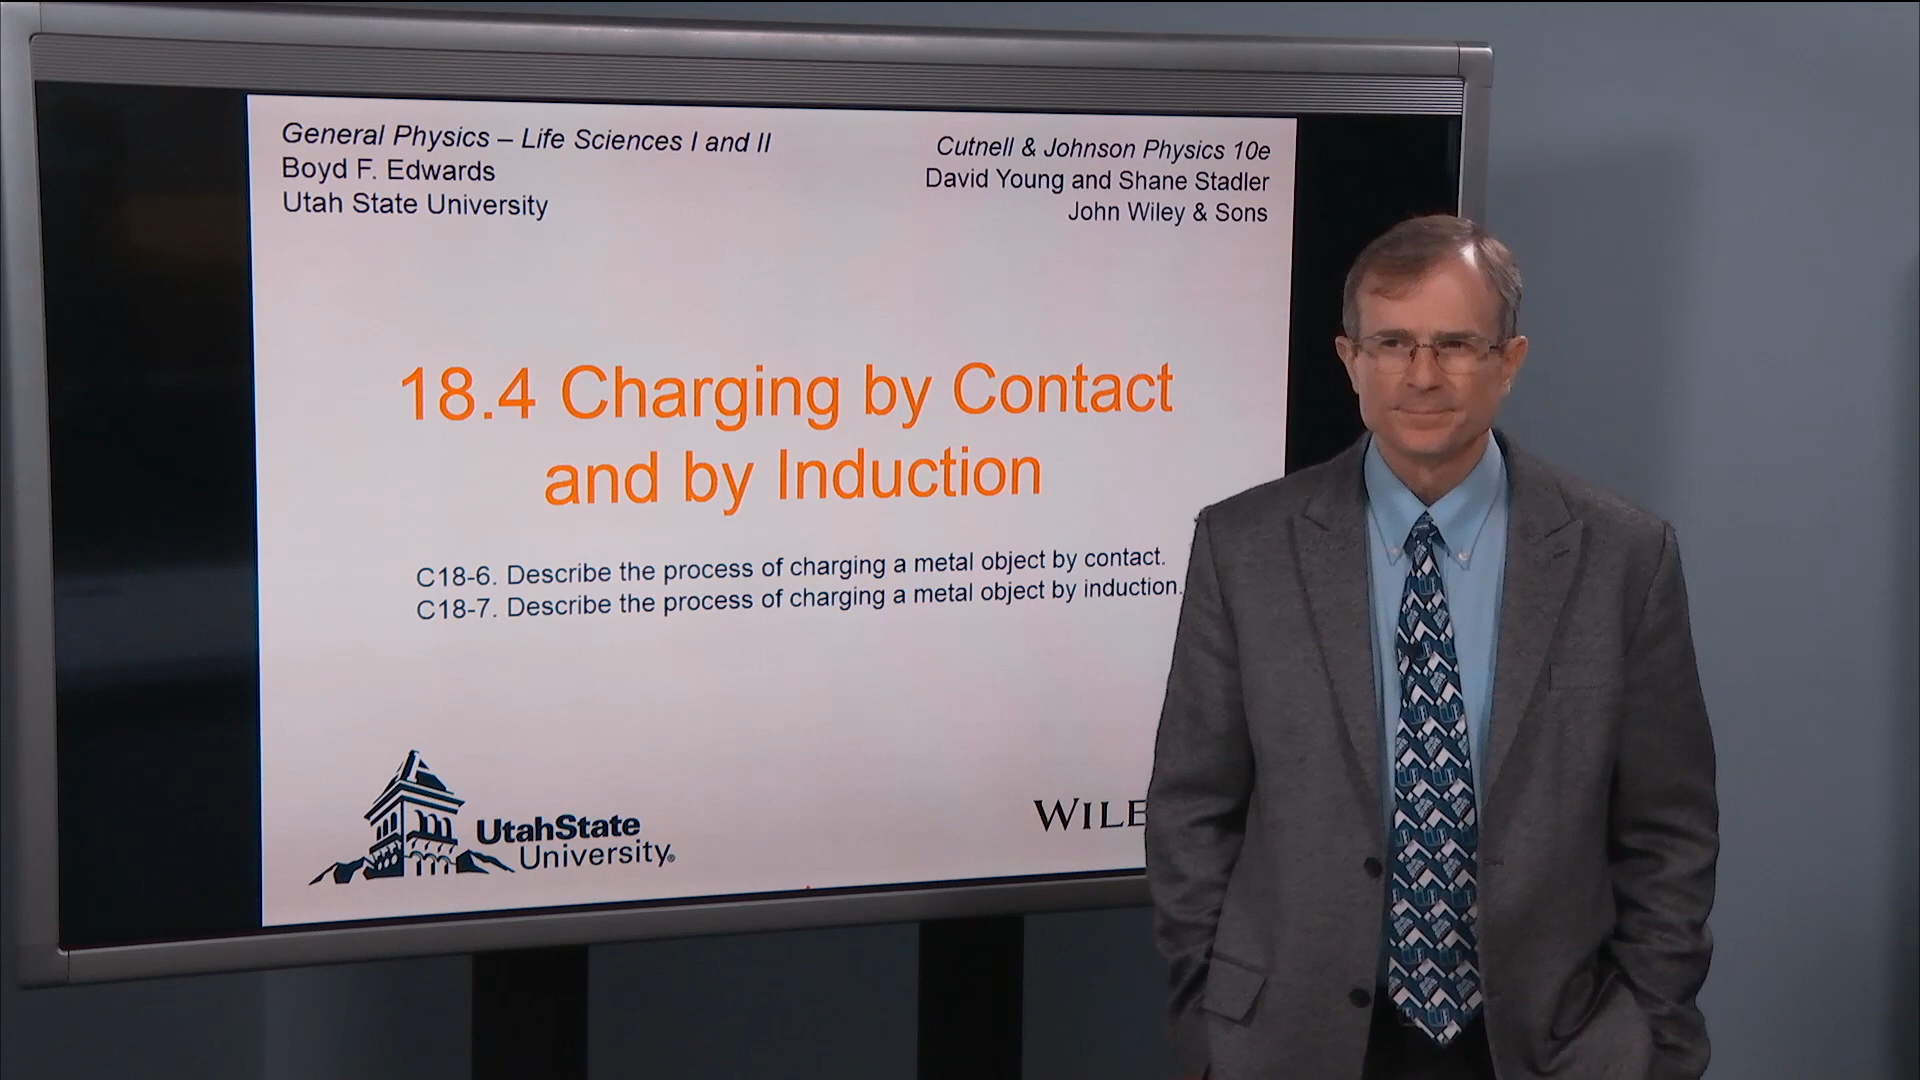 General Physics – Life Sciences I and II
Boyd F. Edwards
Utah State University
Cutnell & Johnson Physics 10e
David Young and Shane Stadler
John Wiley & Sons
18.4 Charging by Contact
and by Induction
C18-6. Describe the process of charging a metal object by contact.
C18-7. Describe the process of charging a metal object by induction.
UtahState
University®
WILE